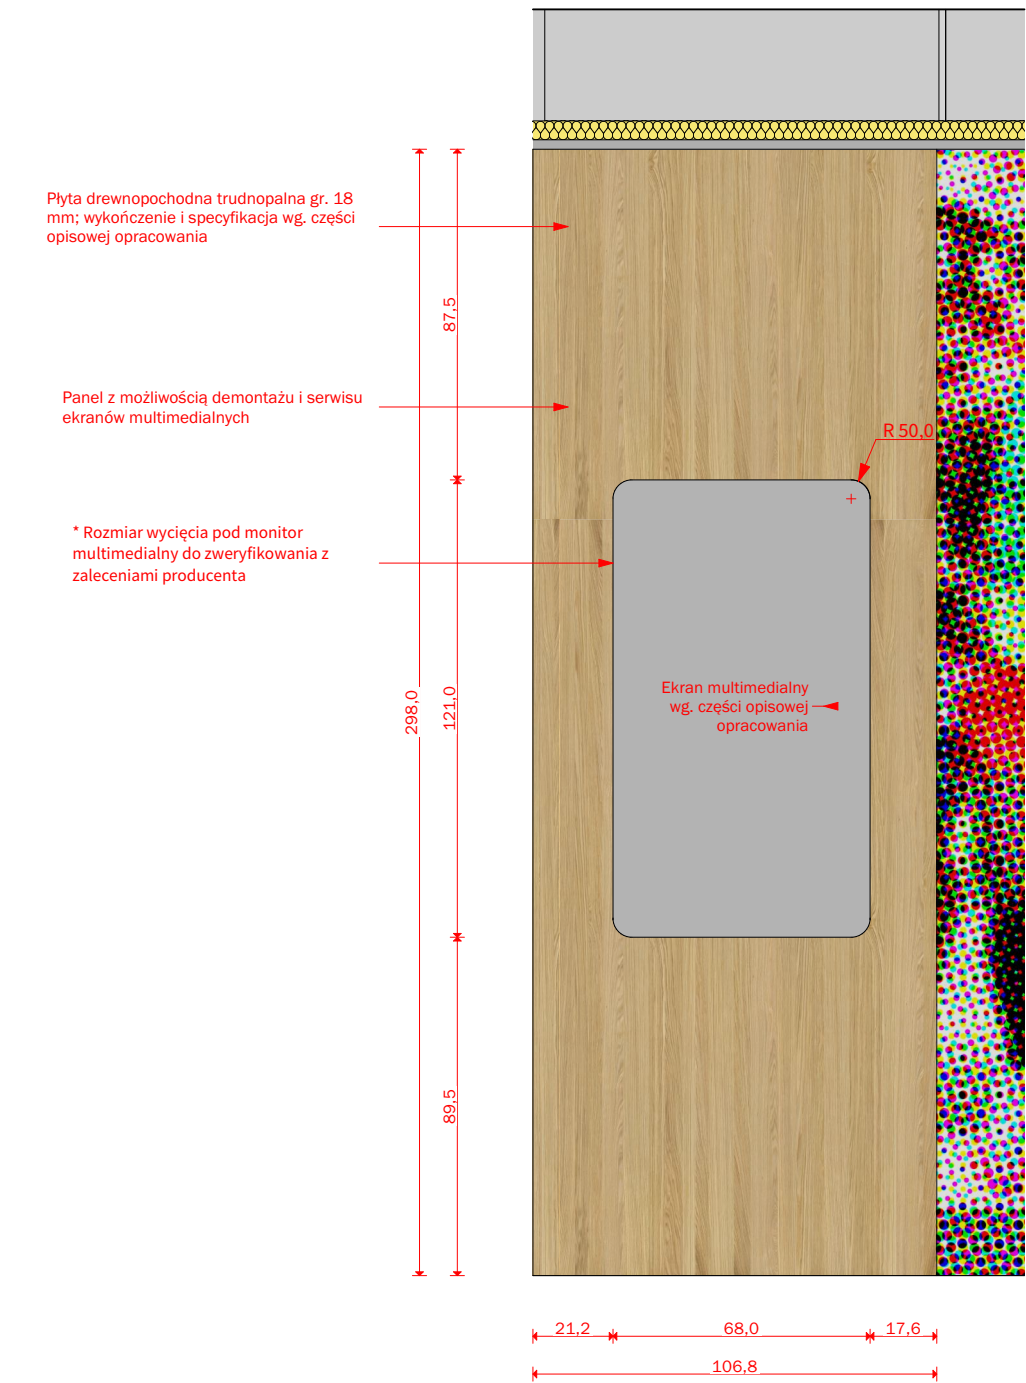 Płyta drewnopochodna trudnopalna gr. 18
mm; wykończenie i specyfikacja wg. części
opisowej opracowania
87,5
Panel z możliwością demontażu i serwisu
ekranów multimedialnych
R 50,0
* Rozmiar wycięcia pod monitor
multimedialny do zweryfikowania z
zaleceniami producenta
298,0
121,0
Ekran multimedialny
wg. części opisowej
opracowania
89,5
21,2
68,0
17,6
106,8